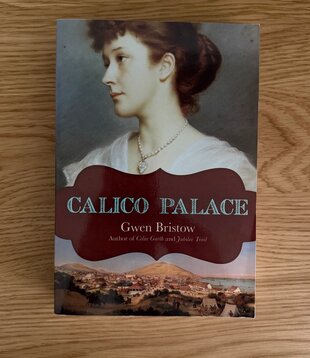 CALICO PALACE
Gwen Bristow
Author of Celia Garth and Jubilee Trail